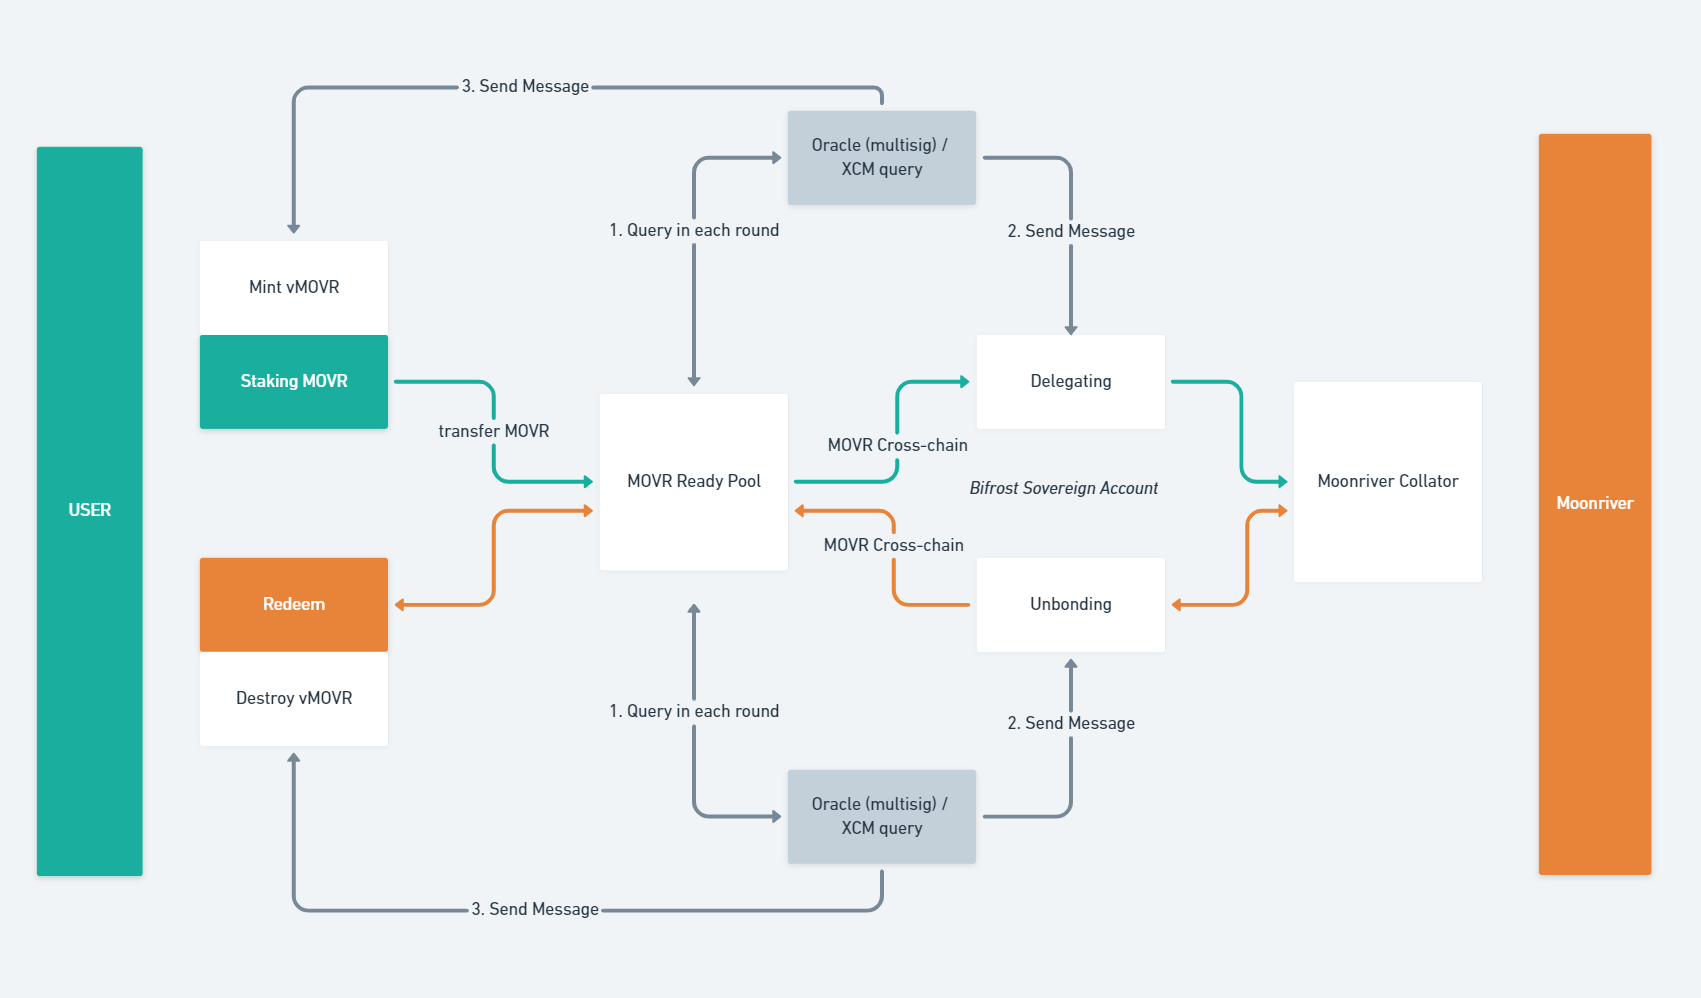 3. Send Message
Oracle (multisig) /
XCM query
1. Query in each round
2. Send Message
Mint vMOVR
Staking MOVR
transfer MOVR
Delegating
MOVR Cross-chain
MOVR Ready Pool
Bifrost Sovereign Account
Moonriver Collator
USER
Moonriver
MOVR Cross-chain
Redeem
Unbonding
Destroy vMOVR
1. Query in each round
2. Send Message
Oracle (multisig) /
XCM query
3. Send Message